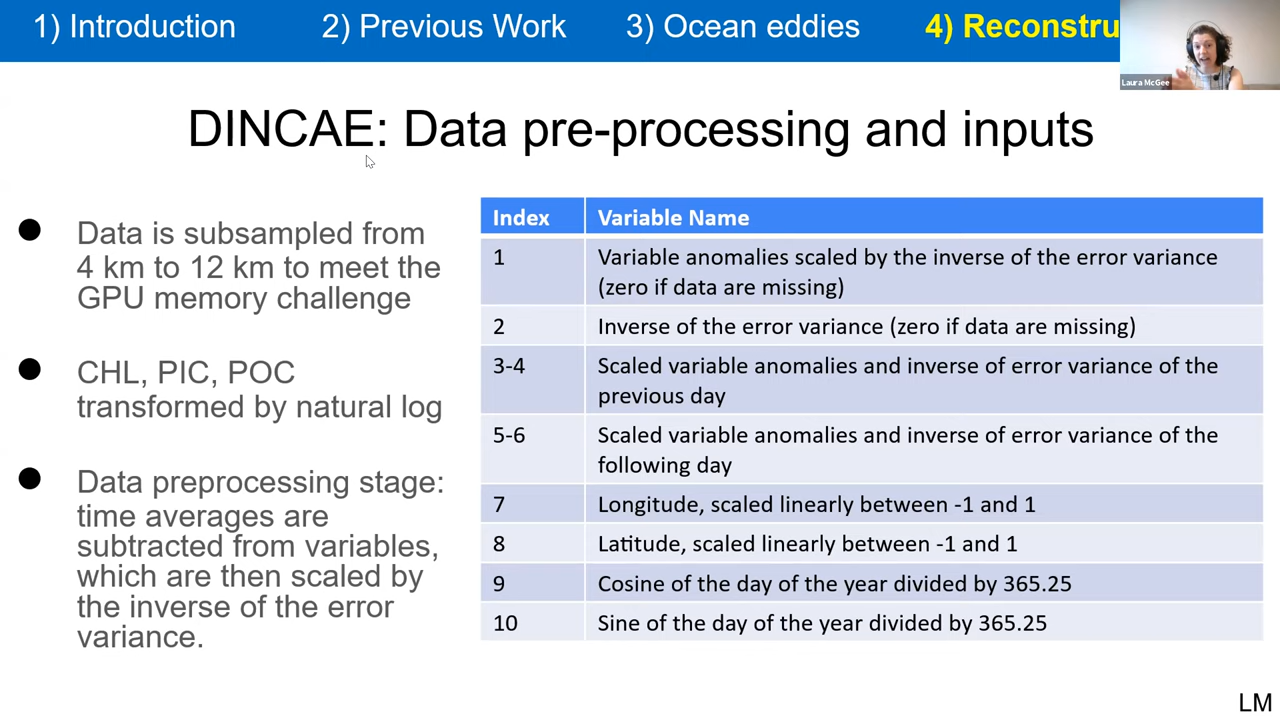 1) Introduction 2) Previous Work 3) Ocean eddies 4) Reconstru
Laura McGee
DINCAE: Data pre-processing and inputs
● Data is subsampled from
4 km to 12 km to meet the
GPU memory challenge
● CHL, PIC, POC
transformed by natural log
● Data preprocessing stage:
time averages are
subtracted from variables,
which are then scaled by
the inverse of the error
variance.
Index Variable Name
1 Variable anomalies scaled by the inverse of the error variance
(zero if data are missing)
2 Inverse of the error variance (zero if data are missing)
3-4 Scaled variable anomalies and inverse of error variance of the
previous day
5-6 Scaled variable anomalies and inverse of error variance of the
following day
7 Longitude, scaled linearly between -1 and 1
8 Latitude, scaled linearly between -1 and 1
9 Cosine of the day of the year divided by 365.25
10 Sine of the day of the year divided by 365.25
LM